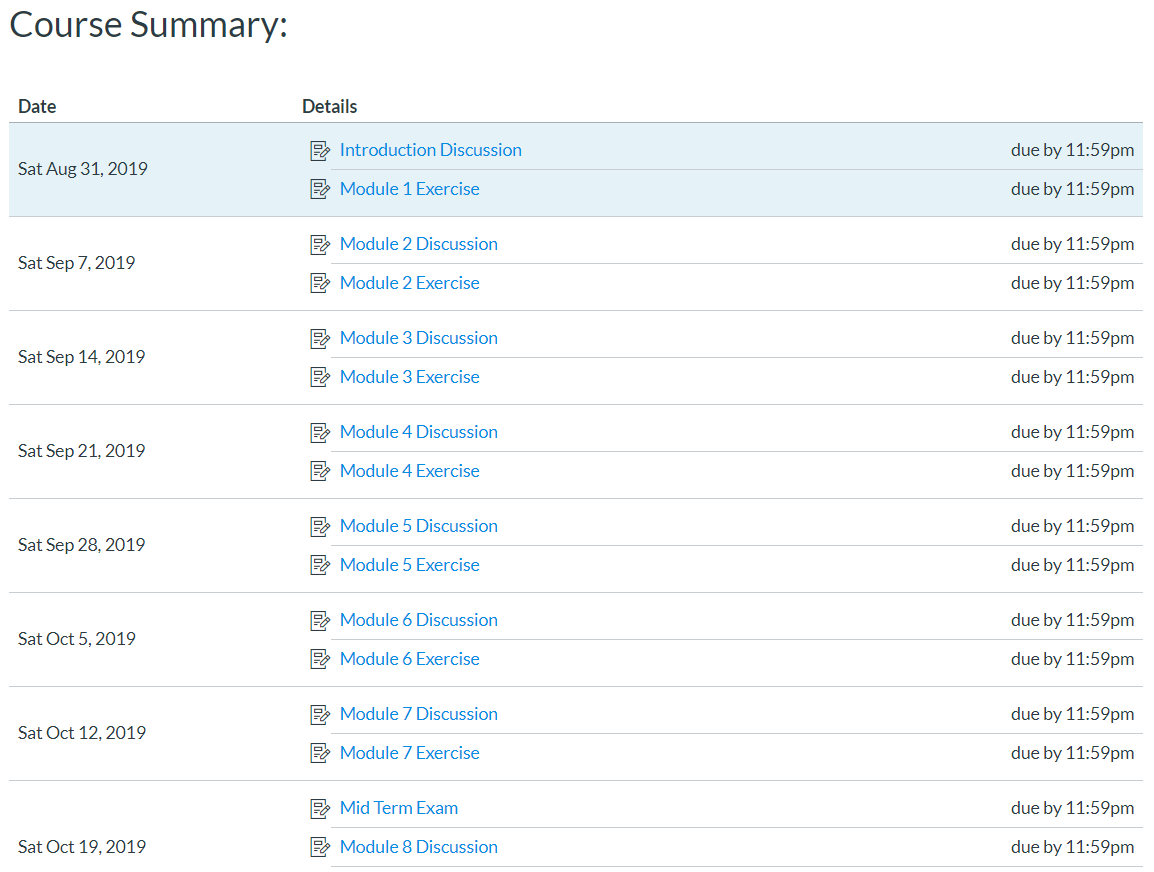 Course Summary:
Date Details
Introduction Discussion due by 11:59pm
Sat Aug 31, 2019
Module 1 Exercise due by 11:59pm
Module 2 Discussion due by 11:59pm
Sat Sep 7, 2019
Module 2 Exercise due by 11:59pm
Module 3 Discussion due by 11:59pm
Sat Sep 14, 2019
Module 3 Exercise due by 11:59pm
Module 4 Discussion due by 11:59pm
Sat Sep 21, 2019
Module 4 Exercise due by 11:59pm
Module 5 Discussion due by 11:59pm
Sat Sep 28, 2019
Module 5 Exercise due by 11:59pm
Module 6 Discussion due by 11:59pm
Sat Oct 5, 2019
Module 6 Exercise due by 11:59pm
Module 7 Discussion due by 11:59pm
Sat Oct 12, 2019
Module 7 Exercise due by 11:59pm
Mid Term Exam due by 11:59pm
Sat Oct 19, 2019 Module 8 Discussion due by 11:59pm